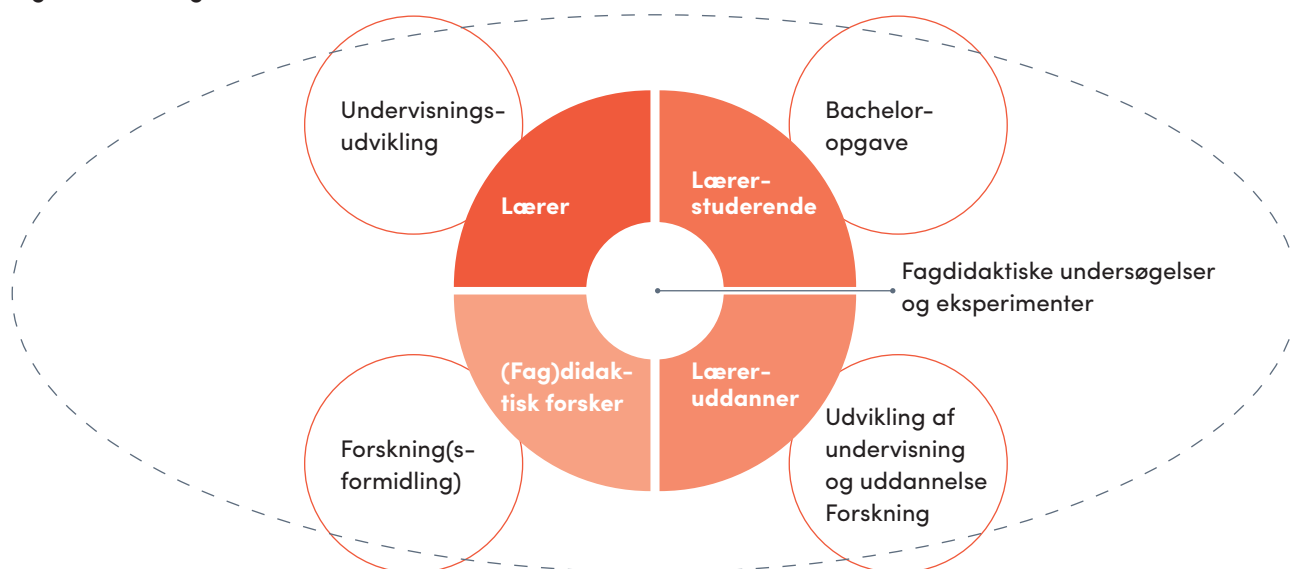 Undervisnings-
udvikling
Bachelor-
opgave
Lærer
Lærer-
studerende
Fagdidaktiske undersøgelser
og eksperimenter
(Fag)didak-
tisk forsker
Lærer-
uddanner
Forskning(s-
formidling)
Udvikling af
undervisning
og uddannelse
Forskning